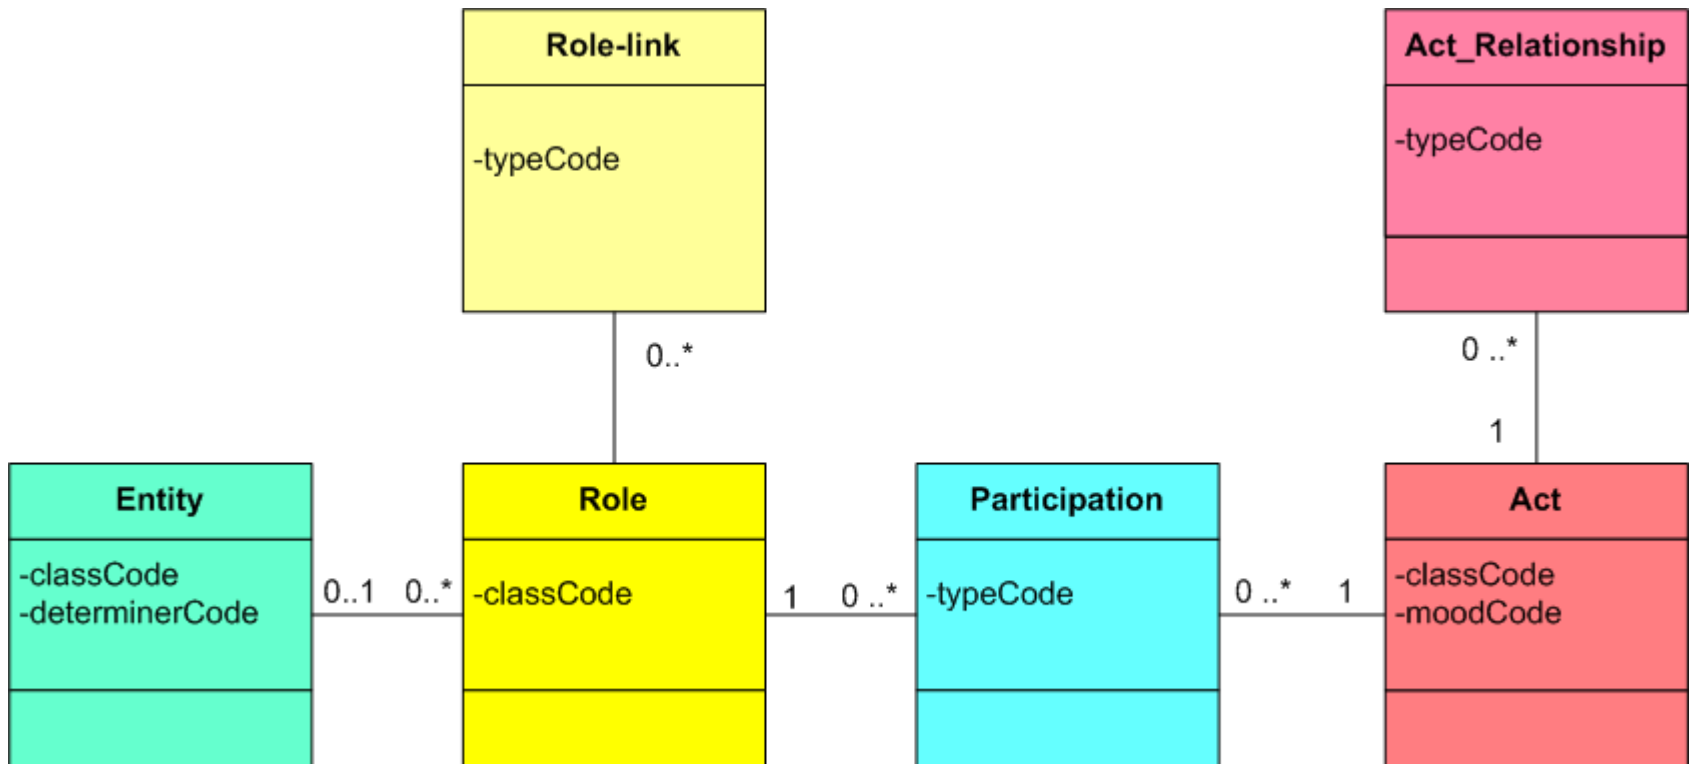 Role-link
-typeCode
0..*
Act_Relationship
-typeCode
0 ..*
1
Entity
-classCode
-determinerCode
0..1 0..*
Role
-classCode
1 0 ..*
Participation
-typeCode
0 ..* 1
Act
-classCode
-moodCode